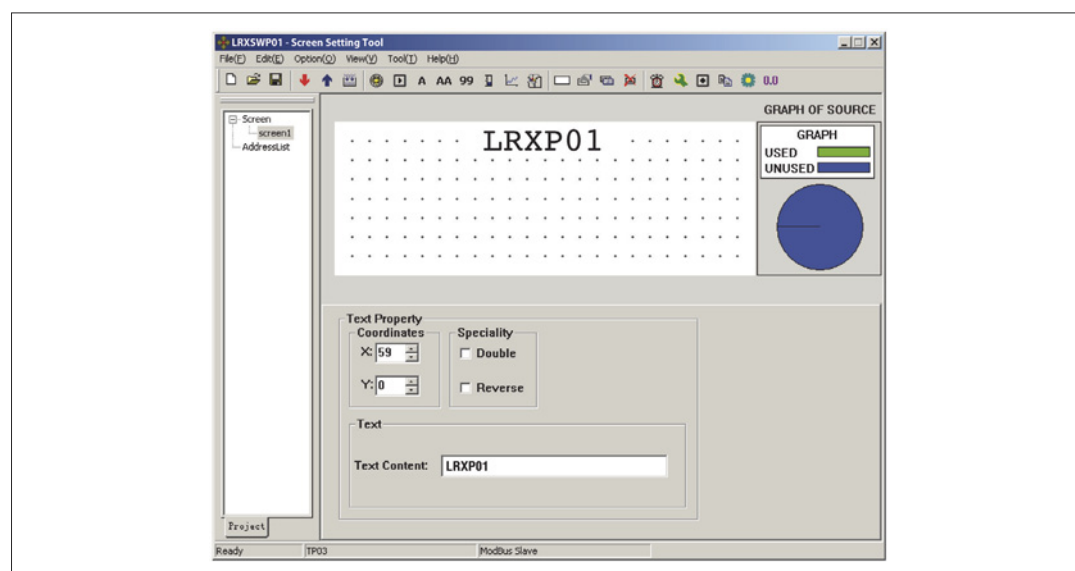 LRXSWP01 - Screen Setting Tool
File(F) Edit(E) Option(O) View(V) Tool(T) Help(H)
A AA 99 0.0
GRAPH OF SOURCE
Screen
screen1
AddressList
LRXP01
GRAPH
USED
UNUSED
Text Property
Coordinates
Speciality
X: 59
Double
Y: 0
Reverse
Text
Text Content: LRXP01
Project
Ready TP03 ModBus Slave